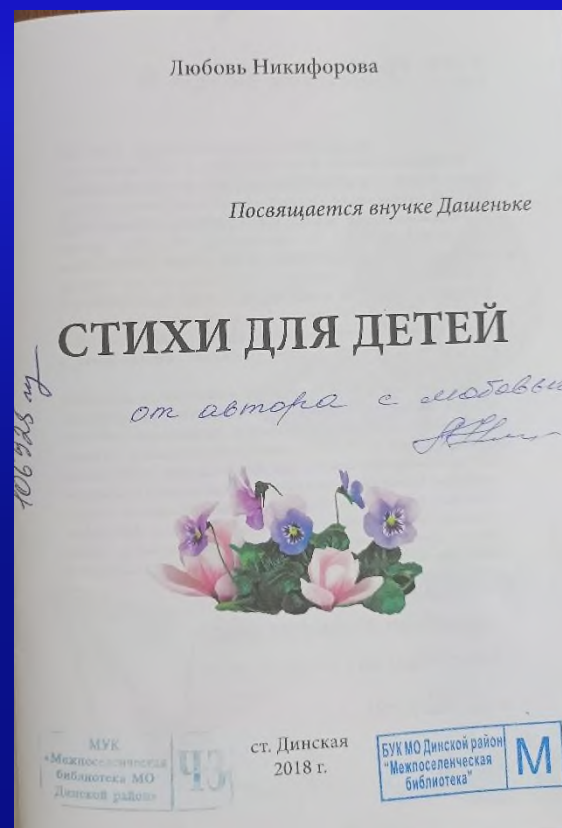 Любовь Никифорова
Посвящается внучке Дашеньке
СТИХИ ДЛЯ ДЕТЕЙ
от автора с любовью
106928
МУК
"Межпоселенческая
библиотека МО
Динской район"
ЧЗ
ст. Динская
2018 г.
БУК МО Динской район
"Межпоселенческая
библиотека"
М